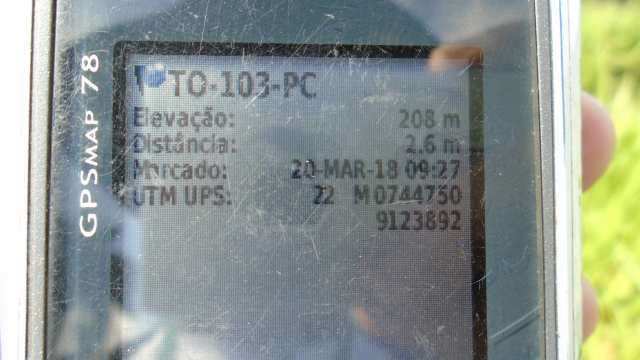 GPSMAP 78
TO-103-PC
Elevação: 208 m
Distância: 2.6 m
Marcado: 20-MAR-18 09:27
UTM UPS: 22 M 0744750
9123892